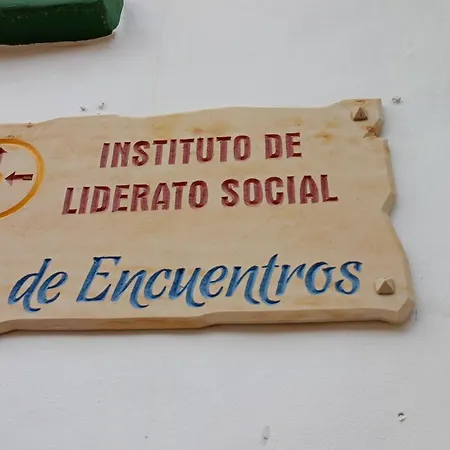 INSTITUTO DE
LIDERATO SOCIAL
de Encuentros